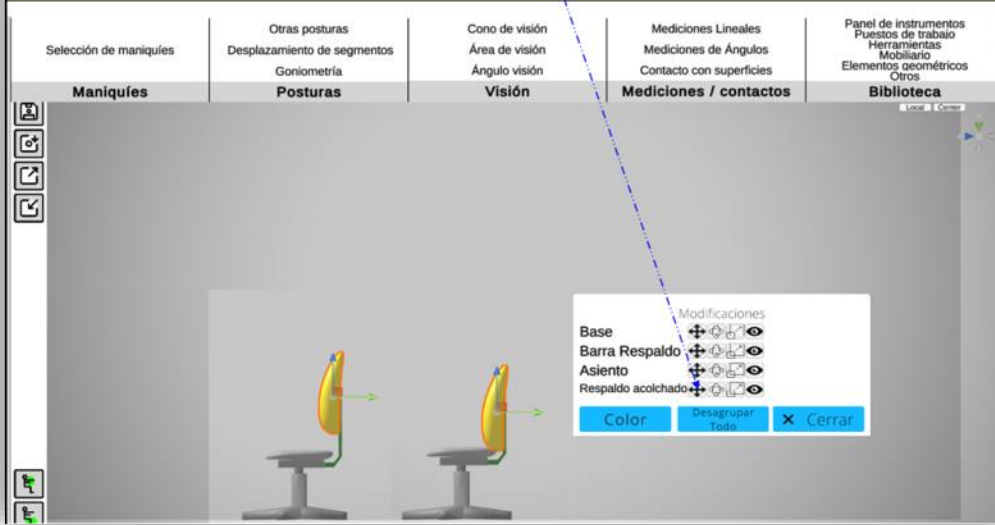 Selección de maniquíes
Maniquíes
Otras posturas
Desplazamiento de segmentos
Goniometría
Posturas
Cono de visión
Área de visión
Ángulo visión
Visión
Mediciones Lineales
Mediciones de Ángulos
Contacto con superficies
Mediciones / contactos
Panel de instrumentos
Puestos de trabajo
Herramientas
Mobiliario
Elementos geométricos
Otros
Biblioteca
Local Center
Modificaciones
Base
Barra Respaldo
Asiento
Respaldo acolchado
Color
Desagrupar
Todo
Cerrar